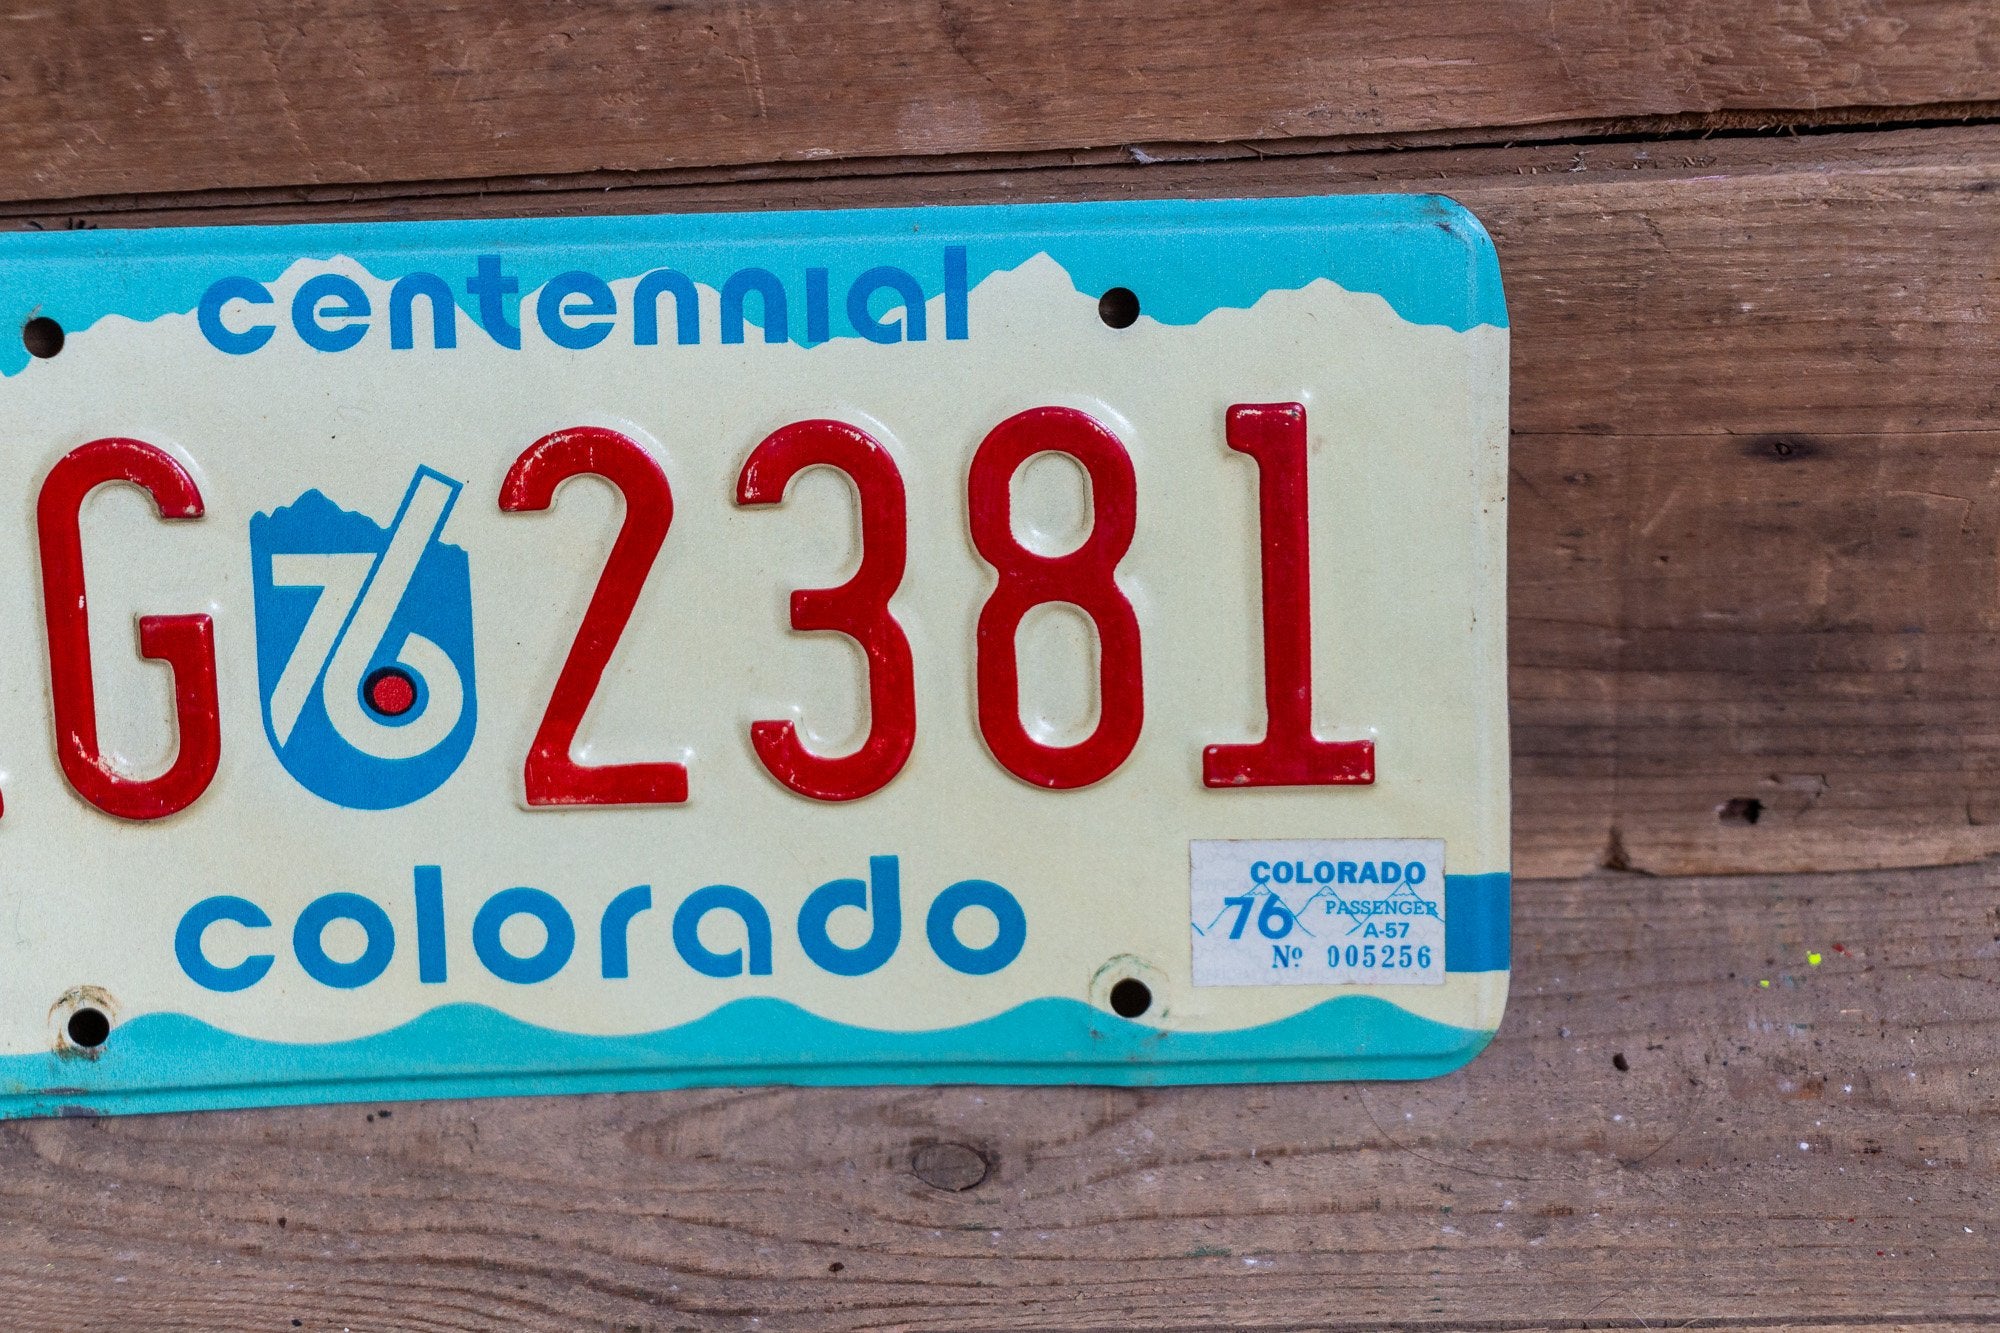 centennial
G 76 2381
colorado
COLORADO
76 PASSENGER
A-57
No 005256